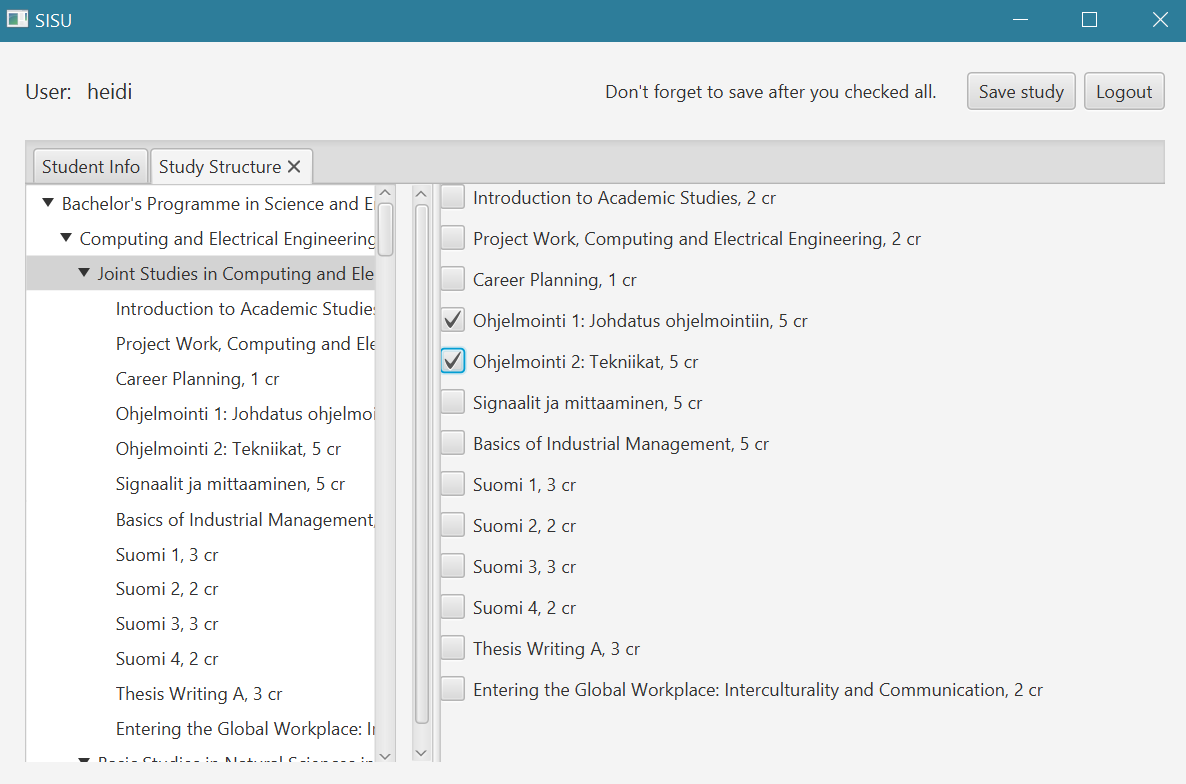 SISU
User: heidi
Don't forget to save after you checked all.
Save study
Logout
Student Info
Study Structure
Bachelor's Programme in Science and E
Computing and Electrical Engineering
Joint Studies in Computing and Ele
Introduction to Academic Studies
Project Work, Computing and Ele
Career Planning, 1 cr
Ohjelmointi 1: Johdatus ohjelmoi
Ohjelmointi 2: Tekniikat, 5 cr
Signaalit ja mittaaminen, 5 cr
Basics of Industrial Management,
Suomi 1, 3 cr
Suomi 2, 2 cr
Suomi 3, 3 cr
Suomi 4, 2 cr
Thesis Writing A, 3 cr
Entering the Global Workplace: I
Basic Studies in Natural Sciences in
Introduction to Academic Studies, 2 cr
Project Work, Computing and Electrical Engineering, 2 cr
Career Planning, 1 cr
Ohjelmointi 1: Johdatus ohjelmointiin, 5 cr
Ohjelmointi 2: Tekniikat, 5 cr
Signaalit ja mittaaminen, 5 cr
Basics of Industrial Management, 5 cr
Suomi 1, 3 cr
Suomi 2, 2 cr
Suomi 3, 3 cr
Suomi 4, 2 cr
Thesis Writing A, 3 cr
Entering the Global Workplace: Interculturality and Communication, 2 cr